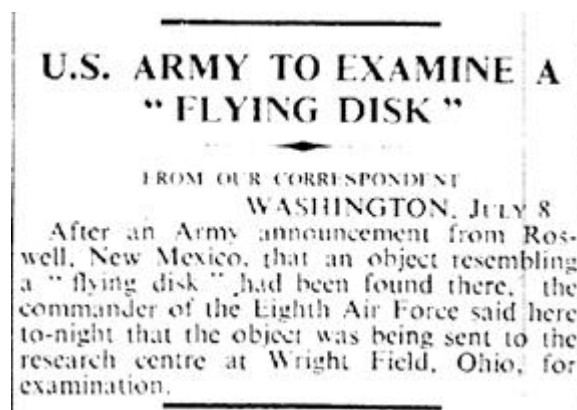 U.S. ARMY TO EXAMINE A
“ FLYING DISK ”
FROM OUR CORRESPONDENT
WASHINGTON, JULY 8
After an Army announcement from Ros-
well, New Mexico, that an object resembling
a “ flying disk ” had been found there, the
commander of the Eighth Air Force said here
to-night that the object was being sent to the
research centre at Wright Field, Ohio, for
examination.